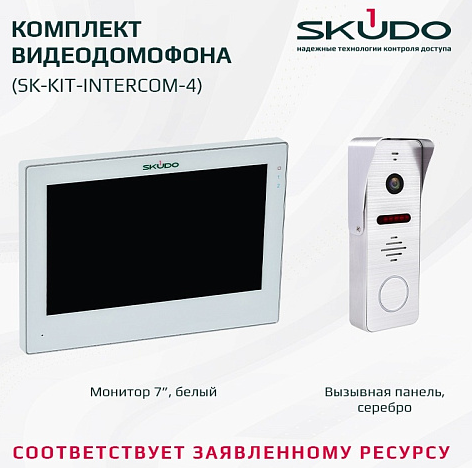 КОМПЛЕКТ
ВИДЕОДОМОФОНА
(SK-KIT-INTERCOM-4)
SKUDO
надежные технологии контроля доступа
SKUDO
Монитор 7”, белый
Вызывная панель,
серебро
СООТВЕТСТВУЕТ ЗАЯВЛЕННОМУ РЕСУРСУ